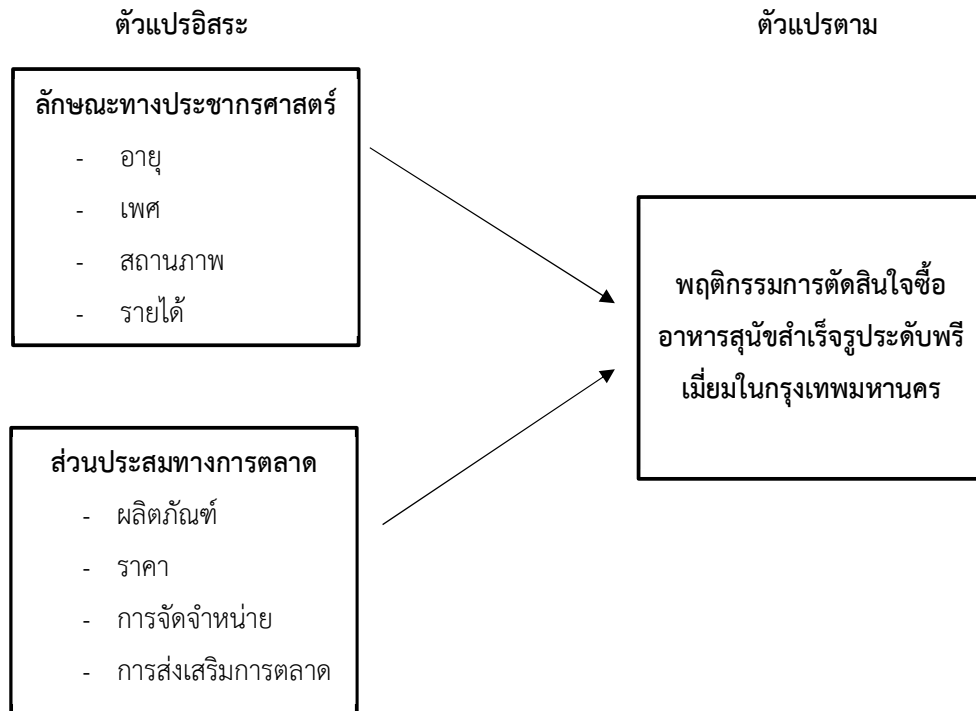 ตัวแปรอิสระ
ตัวแปรตาม
ลักษณะทางประชากรศาสตร์
- อายุ
- เพศ
- สถานภาพ
- รายได้
พฤติกรรมการตัดสินใจซื้อ
อาหารสุนัขสำเร็จรูประดับพรี
เมี่ยมในกรุงเทพมหานคร
ส่วนประสมทางการตลาด
- ผลิตภัณฑ์
- ราคา
- การจัดจำหน่าย
- การส่งเสริมการตลาด